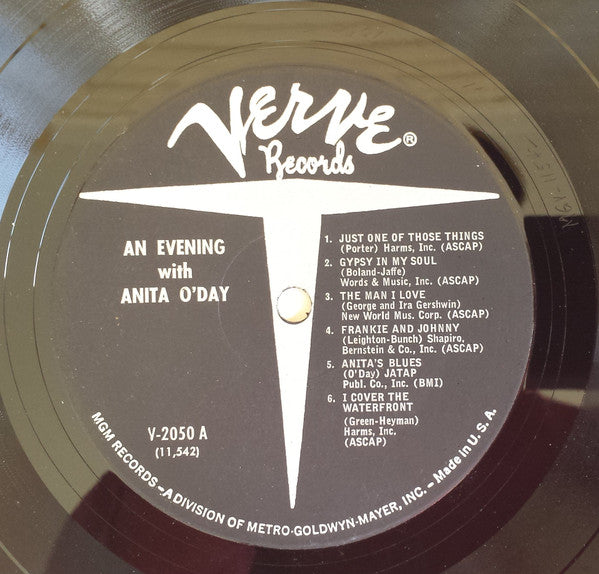 VERVE®
Records
AN EVENING
with
ANITA O'DAY
1. JUST ONE OF THOSE THINGS
(Porter) Harms, Inc. (ASCAP)
2. GYPSY IN MY SOUL
(Boland-Jaffe)
Words & Music, Inc. (ASCAP)
3. THE MAN I LOVE
(George and Ira Gershwin)
New World Mus. Corp. (ASCAP)
4. FRANKIE AND JOHNNY
(Leighton-Bunch) Shapiro,
Bernstein & Co., Inc. (ASCAP)
5. ANITA'S BLUES
(O'Day) JATAP
Publ. Co., Inc. (BMI)
6. I COVER THE
WATERFRONT
(Green-Heyman)
Harms, Inc.
(ASCAP)
V-2050 A
(11,542)
MGM RECORDS—A DIVISION OF METRO-GOLDWYN-MAYER, INC. – Made in U.S.A.